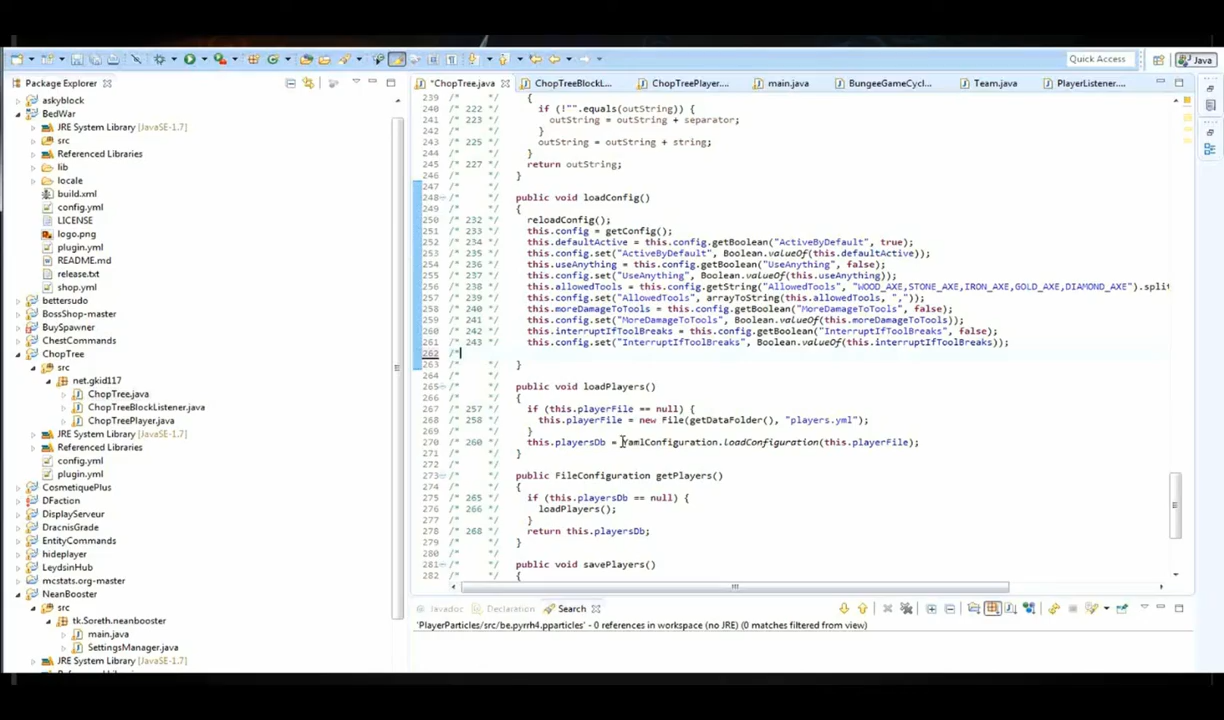 Quick Access
Java
Package Explorer
*ChopTree.java
ChopTreeBlockL...
ChopTreePlayer....
main.java
BungeeGameCycl...
Team.java
PlayerListener....
askyblock
BedWar
JRE System Library [JavaSE-1.7]
src
Referenced Libraries
lib
locale
build.xml
config.yml
LICENSE
logo.png
plugin.yml
README.md
release.txt
shop.yml
bettersudo
BossShop-master
BuySpawner
ChestCommands
ChopTree
src
net.gkid117
ChopTree.java
ChopTreeBlockListener.java
ChopTreePlayer.java
JRE System Library [JavaSE-1.7]
Referenced Libraries
config.yml
plugin.yml
CosmetiquePlus
DFaction
DisplayServeur
DracnisGrade
EntityCommands
hideplayer
LeydsinHub
mcstats.org-master
NeanBooster
src
tk.Soreth.neanbooster
main.java
SettingsManager.java
JRE System Library [JavaSE-1.7]
239 /* */ {
240 /* 222 */ if (!"".equals(outString)) {
241 /* 223 */ outString = outString + separator;
242 /* */ }
243 /* 225 */ outString = outString + string;
244 /* */ }
245 /* 227 */ return outString;
246 /* */ }
247 /* */
248 /* */ public void loadConfig()
249 /* */ {
250 /* 232 */ reloadConfig();
251 /* 233 */ this.config = getConfig();
252 /* 234 */ this.defaultActive = this.config.getBoolean("ActiveByDefault", true);
253 /* 235 */ this.config.set("ActiveByDefault", Boolean.valueOf(this.defaultActive));
254 /* 236 */ this.useAnything = this.config.getBoolean("UseAnything", false);
255 /* 237 */ this.config.set("UseAnything", Boolean.valueOf(this.useAnything));
256 /* 238 */ this.allowedTools = this.config.getString("AllowedTools", "WOOD_AXE,STONE_AXE,IRON_AXE,GOLD_AXE,DIAMOND_AXE").split
257 /* 239 */ this.config.set("AllowedTools", arrayToString(this.allowedTools, ","));
258 /* 240 */ this.moreDamageToTools = this.config.getBoolean("MoreDamageToTools", false);
259 /* 241 */ this.config.set("MoreDamageToTools", Boolean.valueOf(this.moreDamageToTools));
260 /* 242 */ this.interruptIfToolBreaks = this.config.getBoolean("InterruptIfToolBreaks", false);
261 /* 243 */ this.config.set("InterruptIfToolBreaks", Boolean.valueOf(this.interruptIfToolBreaks));
262 /*
263 /* */ }
264 /* */
265 /* */ public void loadPlayers()
266 /* */ {
267 /* 257 */ if (this.playerFile == null) {
268 /* 258 */ this.playerFile = new File(getDataFolder(), "players.yml");
269 /* */ }
270 /* 260 */ this.playersDb = YamlConfiguration.loadConfiguration(this.playerFile);
271 /* */ }
272 /* */
273 /* */ public FileConfiguration getPlayers()
274 /* */ {
275 /* 265 */ if (this.playersDb == null) {
276 /* 266 */ loadPlayers();
277 /* */ }
278 /* 268 */ return this.playersDb;
280 /* */ }
280 /* */
281 /* */ public void savePlayers()
282 /* */ {
Javadoc
Declaration
Search
'PlayerParticles/src/be.pyrrh4.pparticles' - 0 references in workspace (no JRE) (0 matches filtered from view)